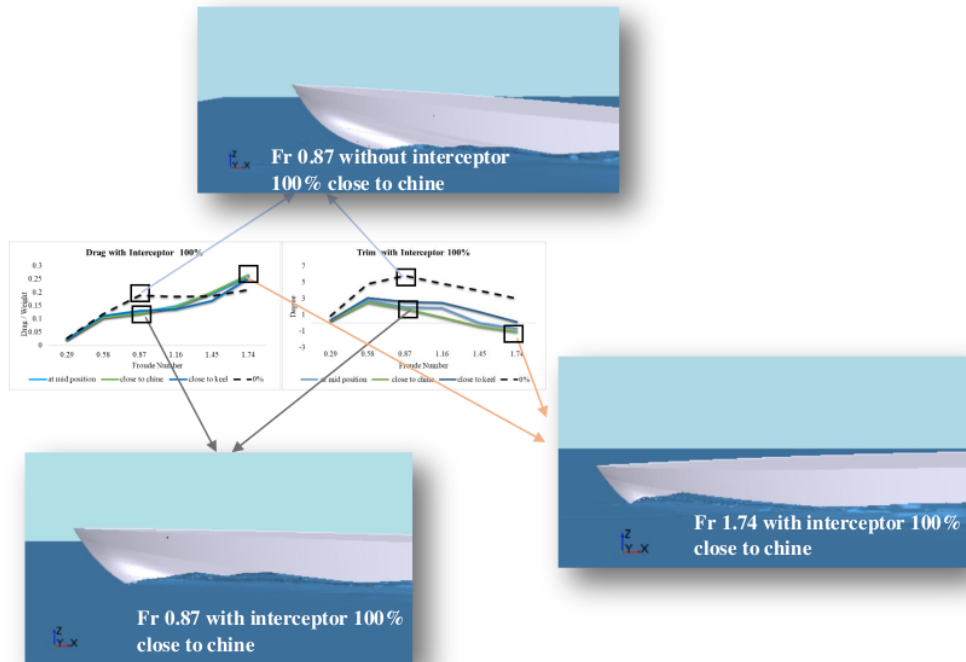 Fr 0.87 without interceptor
100% close to chine
Z
Y X
Drag with Interceptor 100%
0.3
0.25
0.2
0.15
0.1
0.05
0
Drag / Weight
0.29 0.58 0.87 1.16 1.45 1.74
Froude Number
at mid position close to chine close to keel 0%
Trim with Interceptor 100%
7
5
3
1
-1
-3
Degree
0.29 0.58 0.87 1.16 1.45 1.74
Froude Number
at mid position close to chine close to keel 0%
Fr 1.74 with interceptor 100%
close to chine
Z
Y X
Fr 0.87 with interceptor 100%
close to chine
Z
Y X